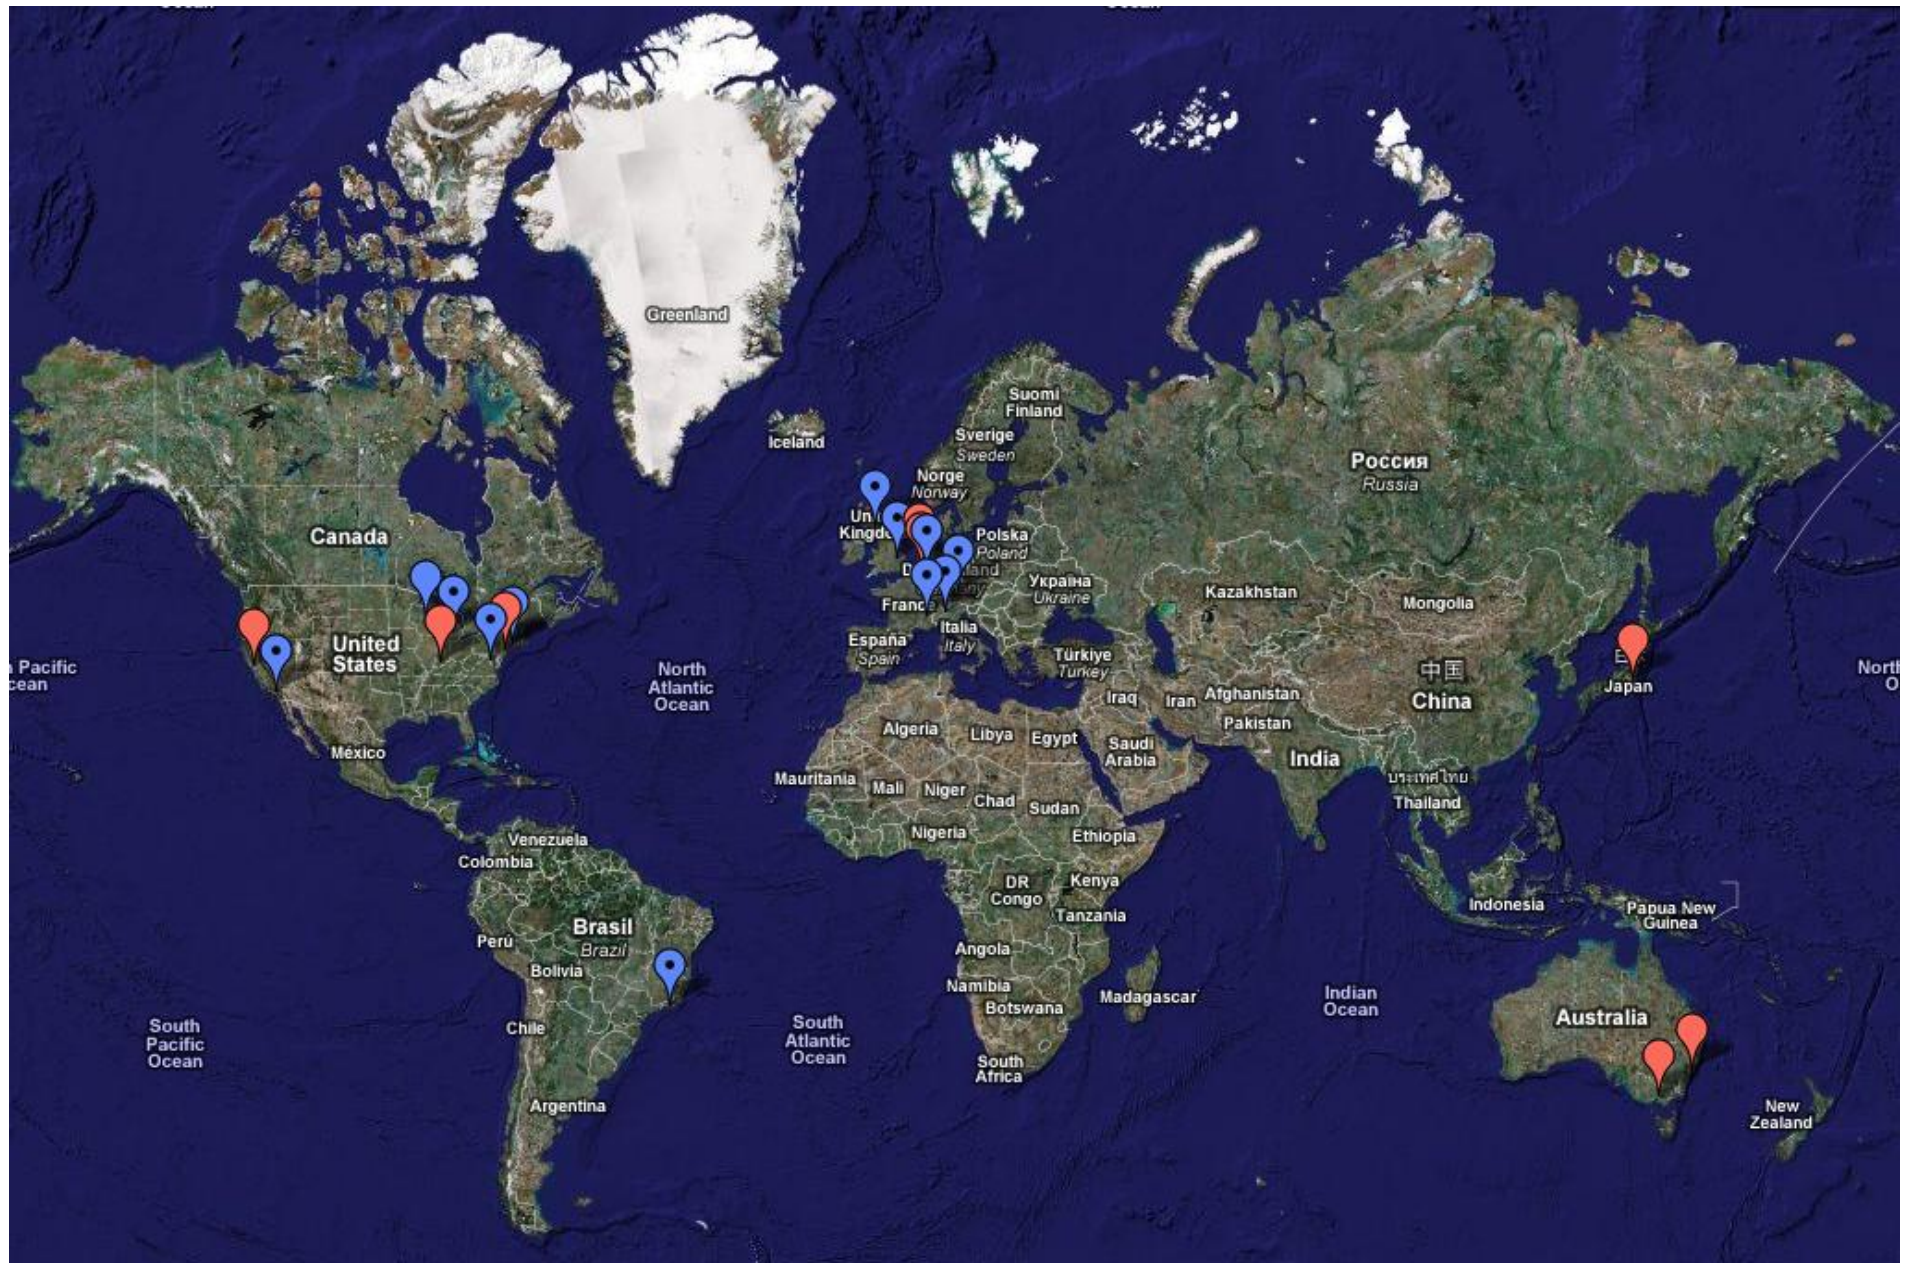 Greenland
Iceland
Suomi
Finland
Sverige
Sweden
Norge
Norway
Россия
Russia
Canada
Polska
Poland
Україна
Ukraine
Kazakhstan
Mongolia
France
United
States
España
Spain
Italia
Italy
Türkiye
Turkey
North
Atlantic
Ocean
Iraq
Iran
Afghanistan
Pakistan
中国
China
Japan
México
Algeria
Libya
Egypt
Saudi
Arabia
India
Mauritania
Mali
Niger
Chad
Sudan
ประเทศไทย
Thailand
Nigeria
Ethiopia
Venezuela
Colombia
DR
Congo
Kenya
Tanzania
Indonesia
Papua New
Guinea
Brasil
Brazil
Perú
Bolivia
Angola
Namibia
Botswana
Madagascar
Indian
Ocean
Australia
Chile
South
Pacific
Ocean
South
Atlantic
Ocean
South
Africa
Argentina
New
Zealand